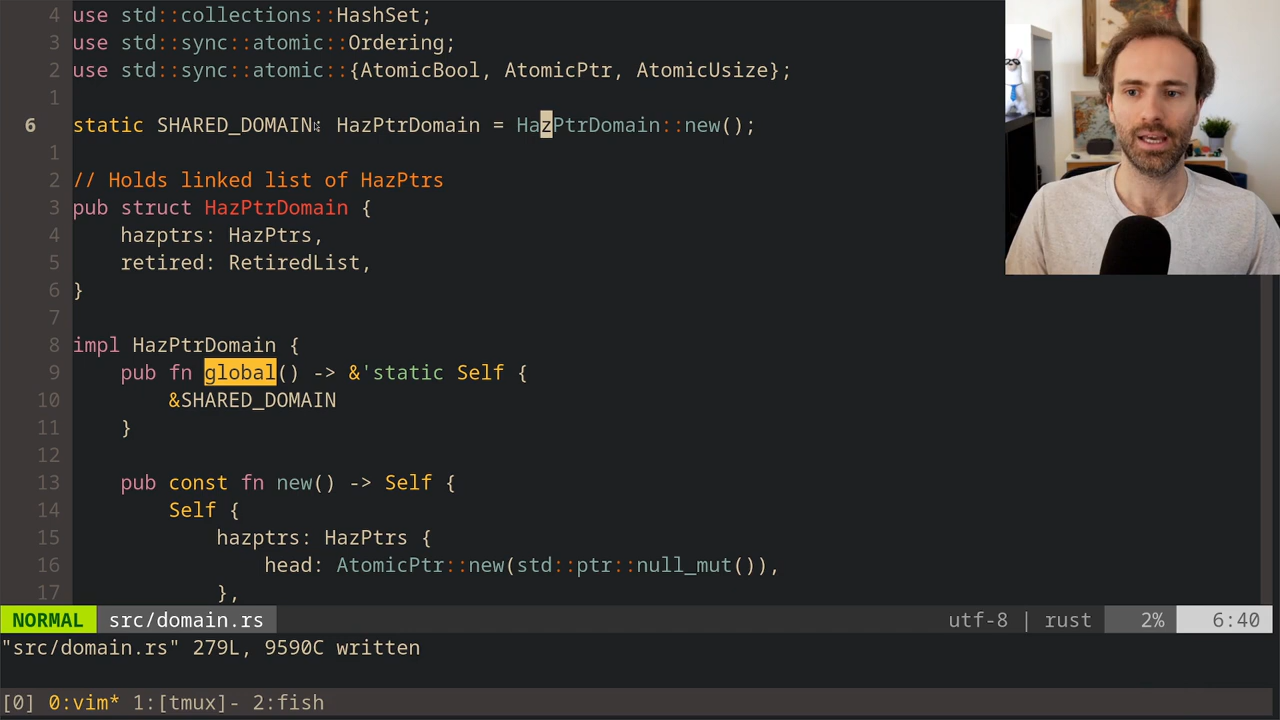 4 use std::collections::HashSet;
3 use std::sync::atomic::Ordering;
2 use std::sync::atomic::{AtomicBool, AtomicPtr, AtomicUsize};
1
6 static SHARED_DOMAIN: HazPtrDomain = HazPtrDomain::new();
1
2 // Holds linked list of HazPtrs
3 pub struct HazPtrDomain {
4 hazptrs: HazPtrs,
5 retired: RetiredList,
6 }
7
8 impl HazPtrDomain {
9 pub fn global() -> &'static Self {
10 &SHARED_DOMAIN
11 }
12
13 pub const fn new() -> Self {
14 Self {
15 hazptrs: HazPtrs {
16 head: AtomicPtr::new(std::ptr::null_mut()),
17 },
NORMAL src/domain.rs utf-8 | rust 2% 6:40
"src/domain.rs" 279L, 9590C written
[0] 0:vim* 1:[tmux]- 2:fish